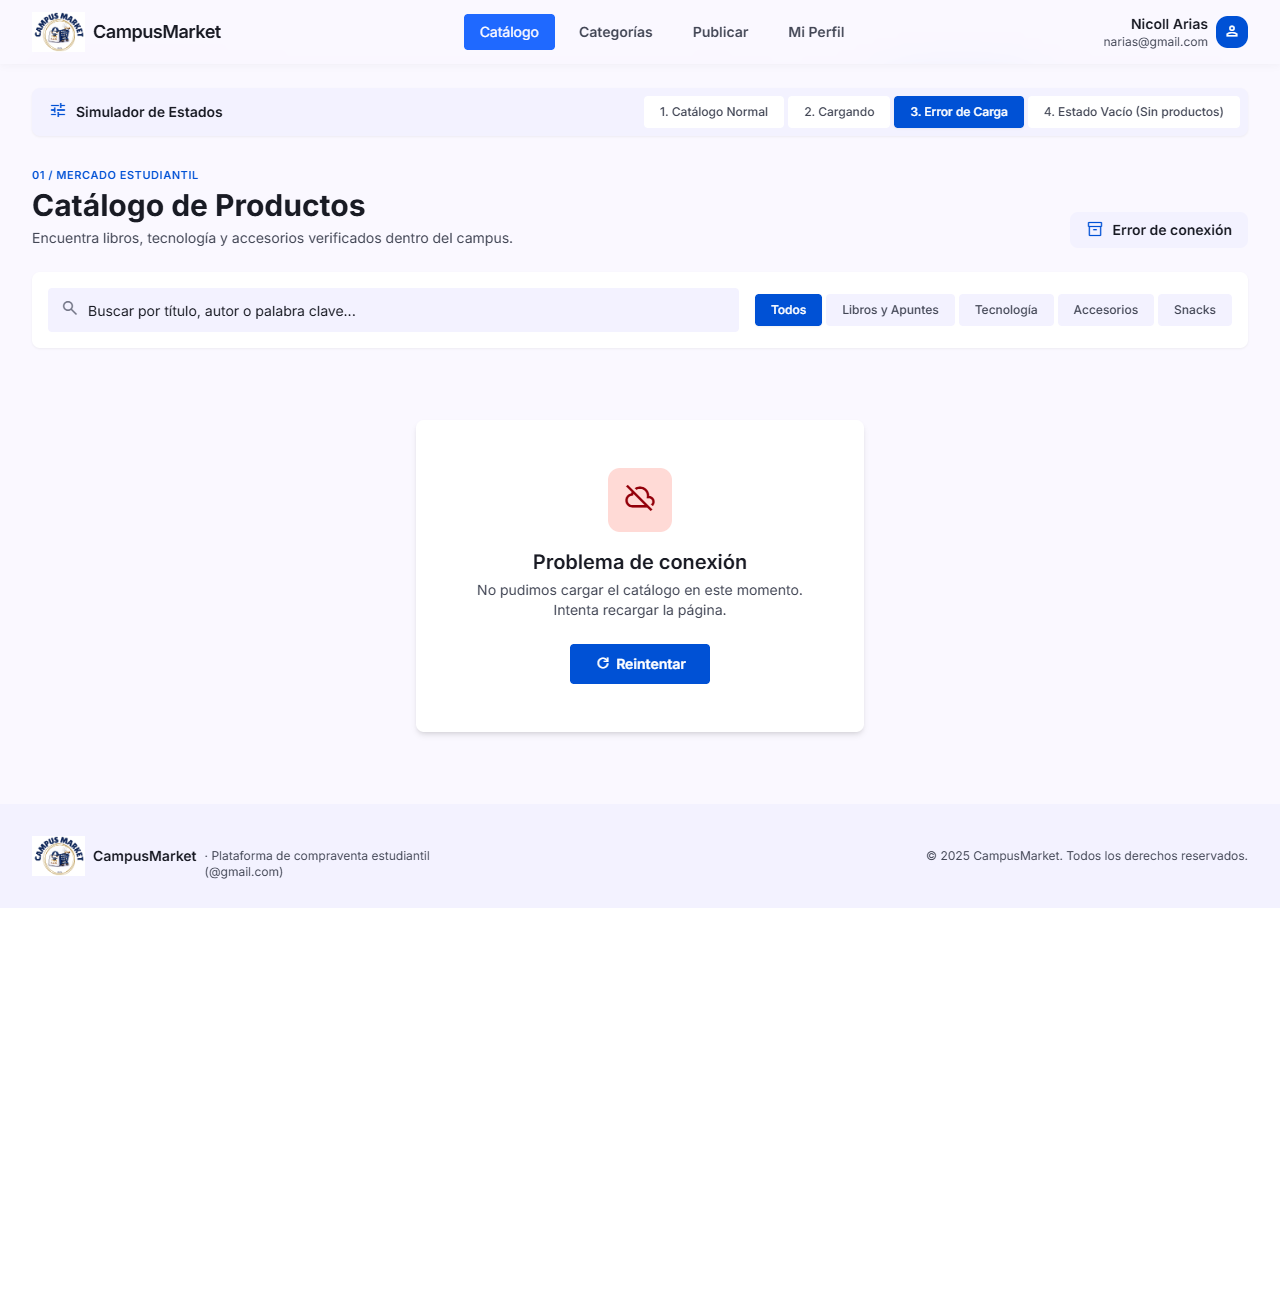 CAMPUS MARKET
CampusMarket
Catálogo
Categorías
Publicar
Mi Perfil
Nicoll Arias
narias@gmail.com
Simulador de Estados
1. Catálogo Normal
2. Cargando
3. Error de Carga
4. Estado Vacío (Sin productos)
01 / MERCADO ESTUDIANTIL
Catálogo de Productos
Encuentra libros, tecnología y accesorios verificados dentro del campus.
Error de conexión
Buscar por título, autor o palabra clave...
Todos
Libros y Apuntes
Tecnología
Accesorios
Snacks
Problema de conexión
No pudimos cargar el catálogo en este momento.
Intenta recargar la página.
Reintentar
CAMPUS MARKET
CampusMarket
· Plataforma de compraventa estudiantil
(@gmail.com)
© 2025 CampusMarket. Todos los derechos reservados.